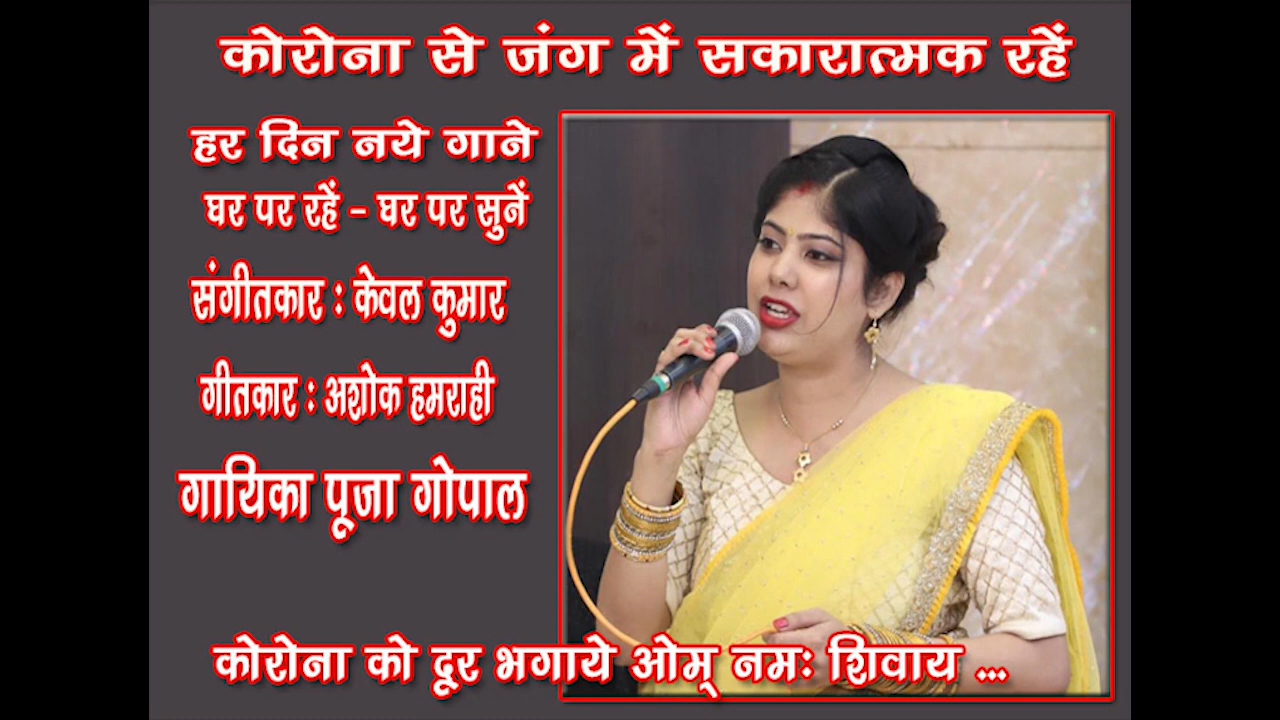 कोरोना से जंग में सकारात्मक रहें
हर दिन नये गाने
घर पर रहें - घर पर सुनें
संगीतकार : केवल कुमार
गीतकार : अशोक हमराही
गायिका पूजा गोपाल
कोरोना को दूर भगाये ओम् नमः शिवाय ...